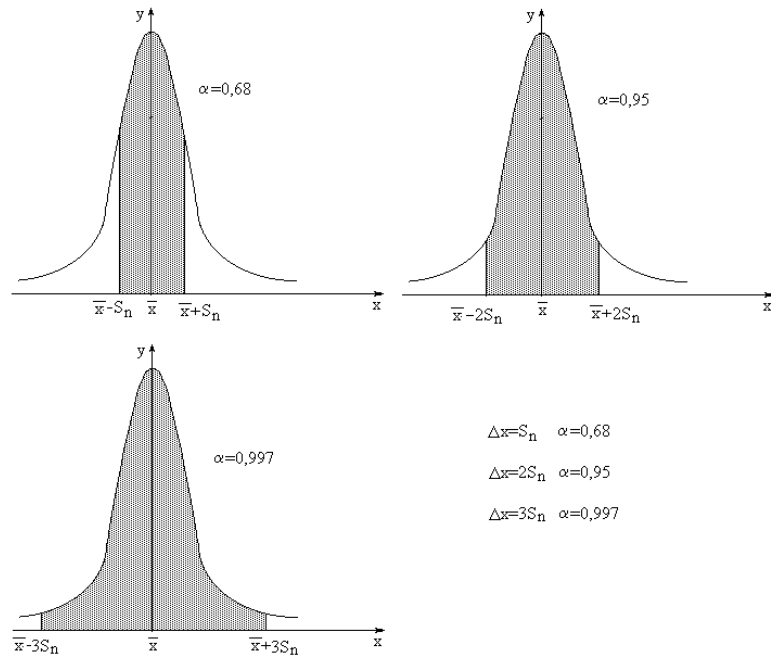 y
α=0,68
x̅-Sₙ x̅ x̅+Sₙ x
y
α=0,95
x̅-2Sₙ x̅ x̅+2Sₙ x
y
α=0,997
x̅-3Sₙ x̅ x̅+3Sₙ x
Δx=Sₙ α=0,68
Δx=2Sₙ α=0,95
Δx=3Sₙ α=0,997